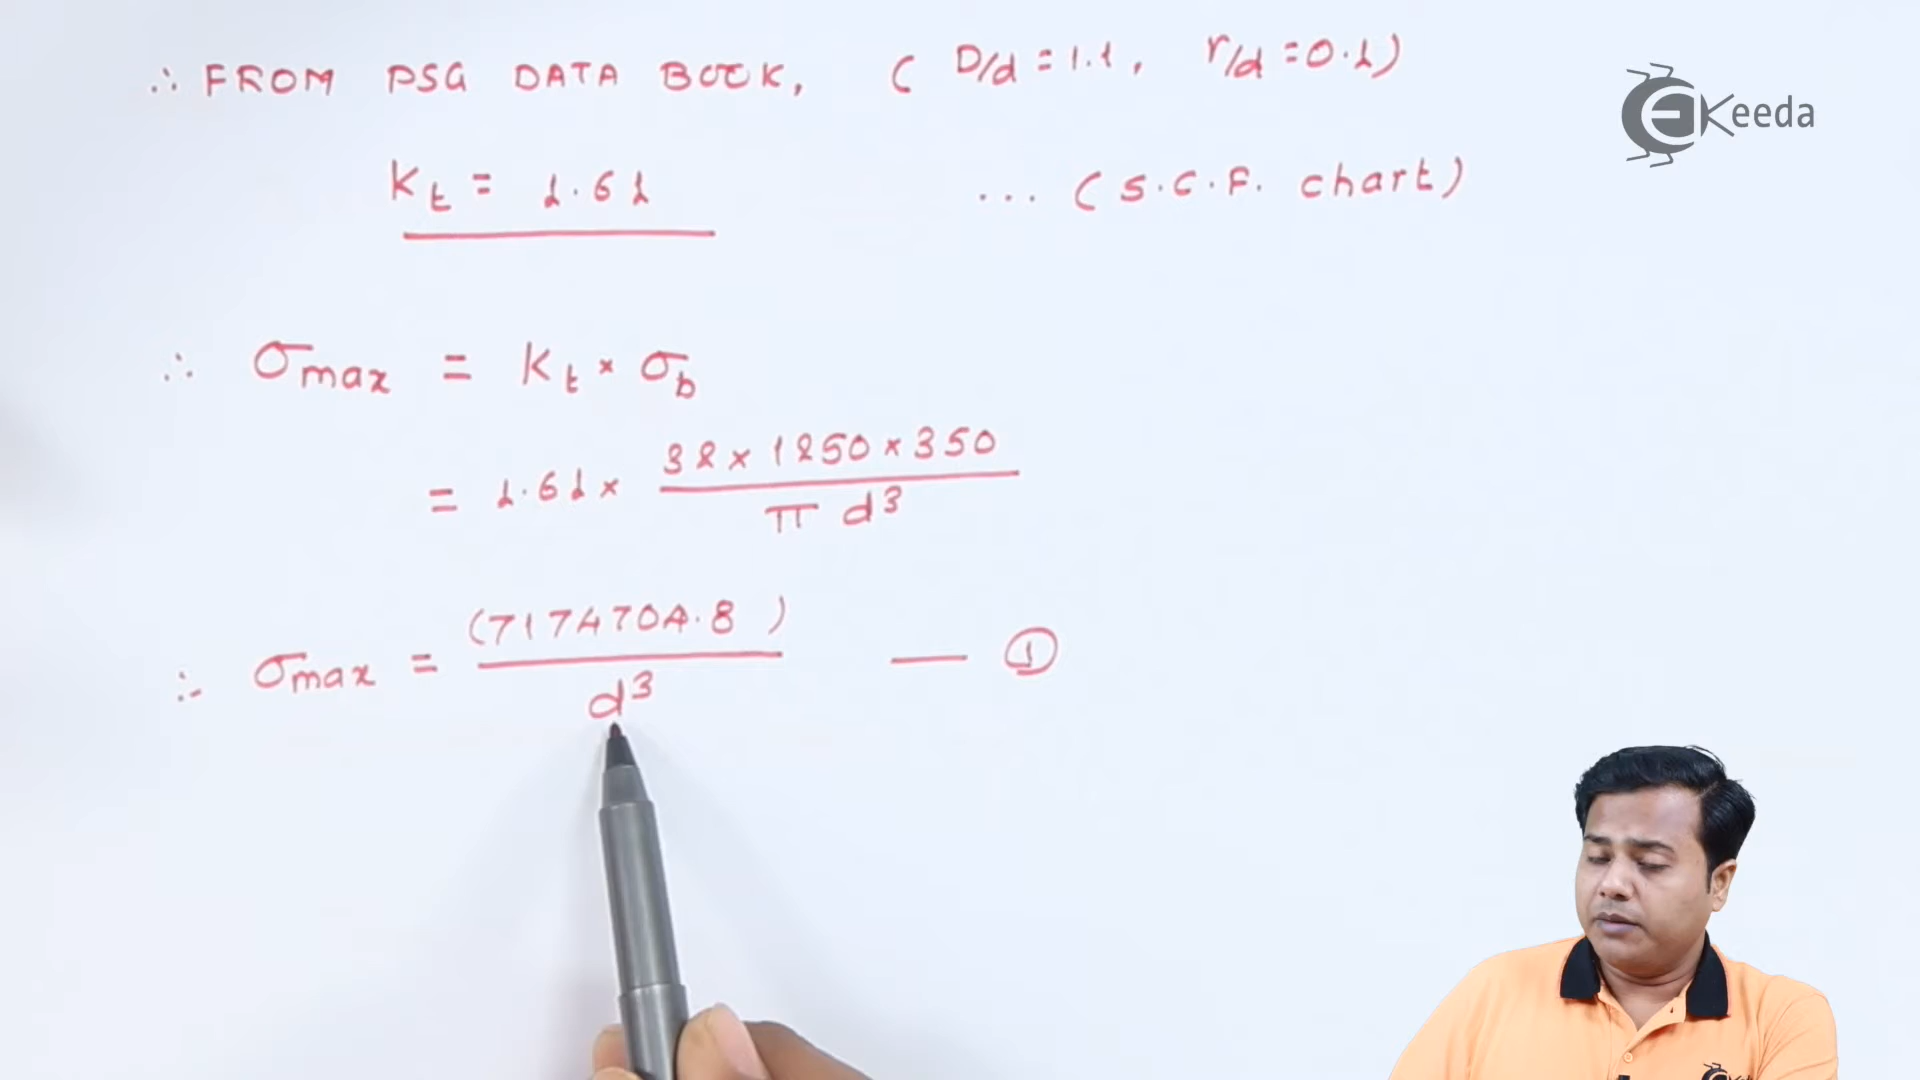 ∴ FROM PSG DATA BOOK, ( D/d = 1.1, r/d = 0.1)
Kt = 1.61 ... ( S.C.F. chart)
∴ σmax = Kt × σb
= 1.61 × 32 × 1250 × 350 / π d³
∴ σmax = (7174704.8 ) / d³ — ①
EKeeda